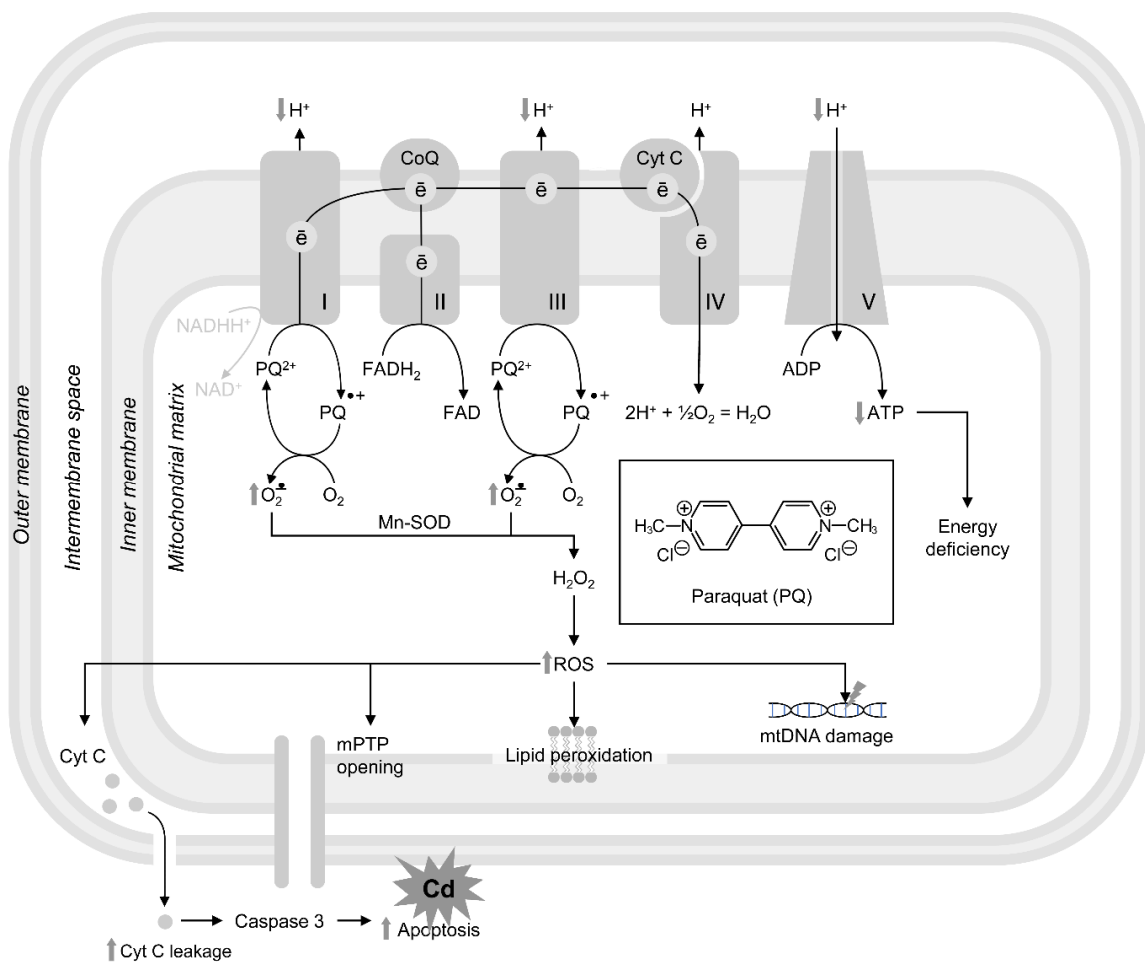 H⁺
H⁺
H⁺
H⁺
CoQ
Cyt C
ē
ē
ē
ē
ē
ē
I
II
III
IV
V
NADHH⁺
NAD⁺
PQ²⁺
PQ•⁺
FADH₂
FAD
PQ²⁺
PQ•⁺
2H⁺ + ½O₂ = H₂O
ADP
ATP
O₂•̶
O₂
O₂•̶
O₂
Mn-SOD
H₂O₂
H₃C
N
+
Cl⊖
N
+
CH₃
Cl⊖
Paraquat (PQ)
Energy
deficiency
Outer membrane
Intermembrane space
Inner membrane
Mitochondrial matrix
ROS
Cyt C
mPTP
opening
Lipid peroxidation
mtDNA damage
Cd
Caspase 3
Apoptosis
Cyt C leakage